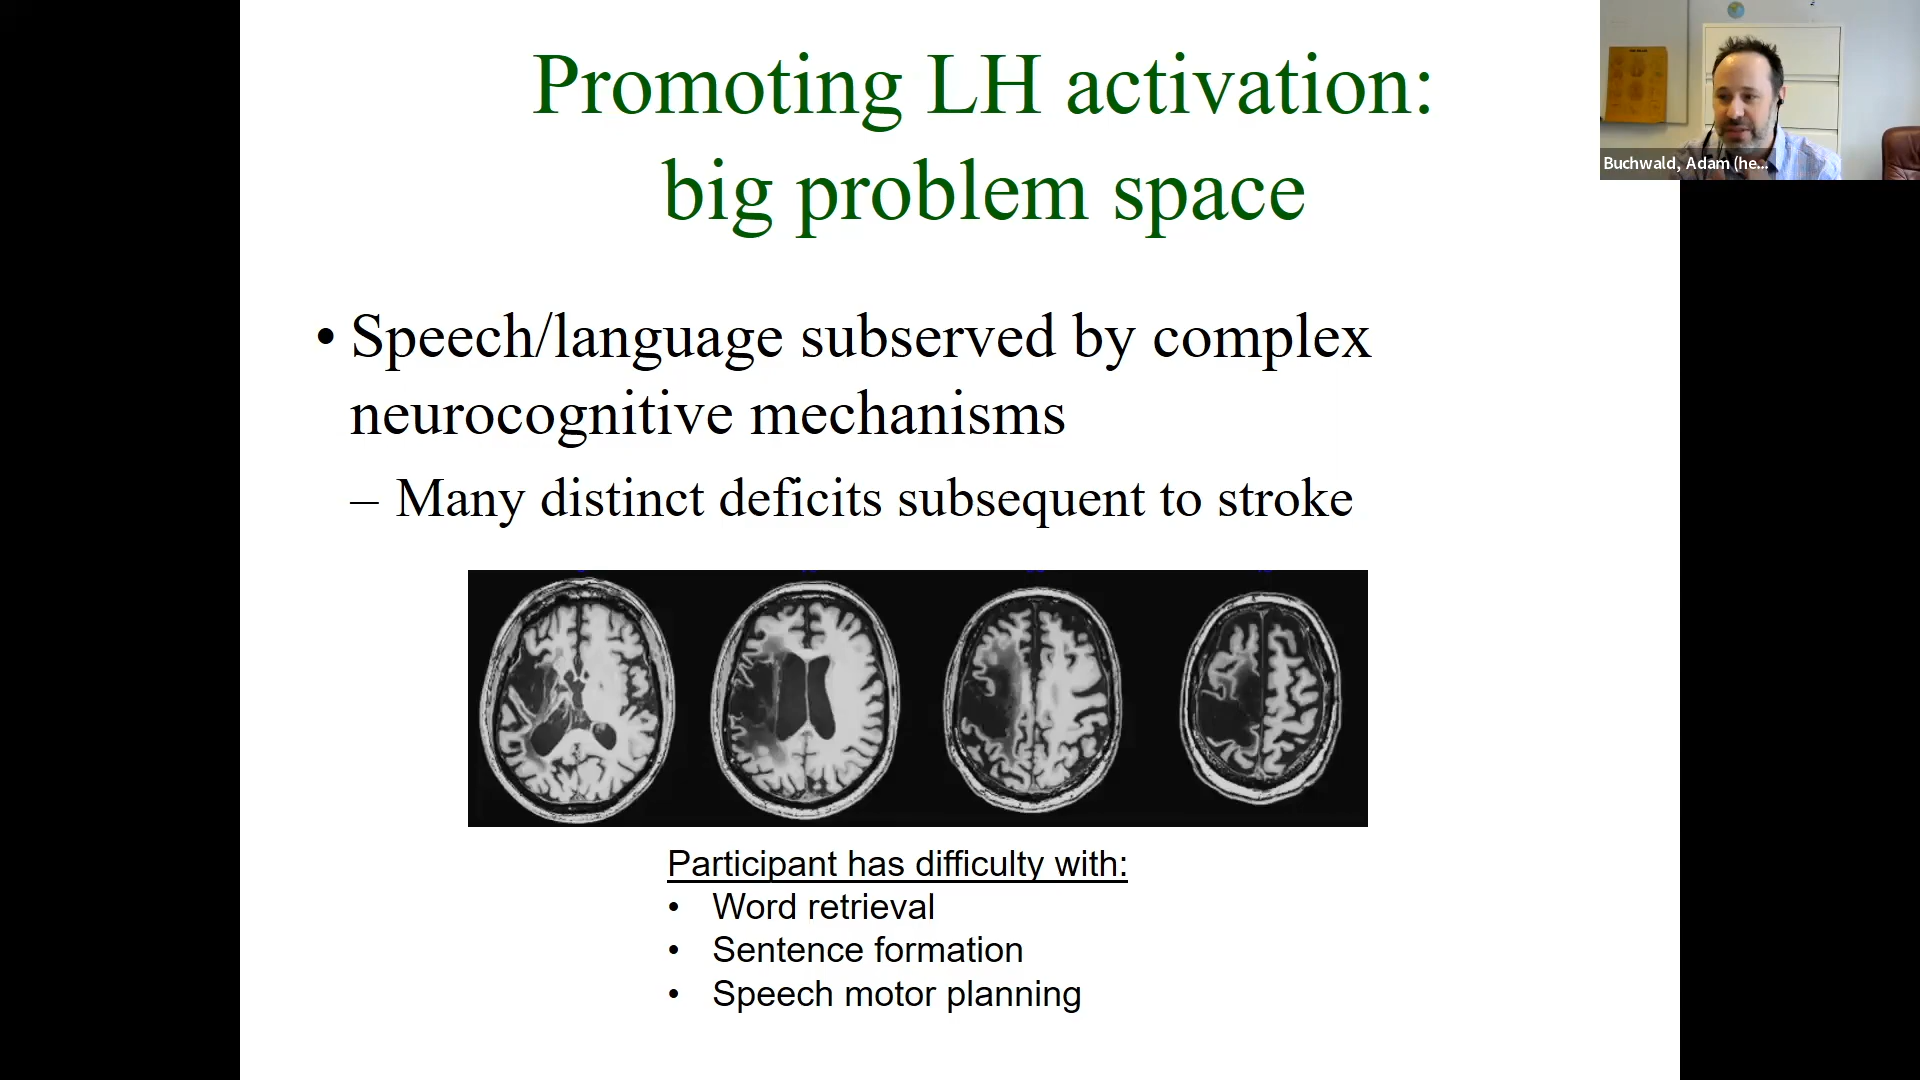 Promoting LH activation:
big problem space
Buchwald, Adam (he...
• Speech/language subserved by complex
neurocognitive mechanisms
– Many distinct deficits subsequent to stroke
Participant has difficulty with:
• Word retrieval
• Sentence formation
• Speech motor planning